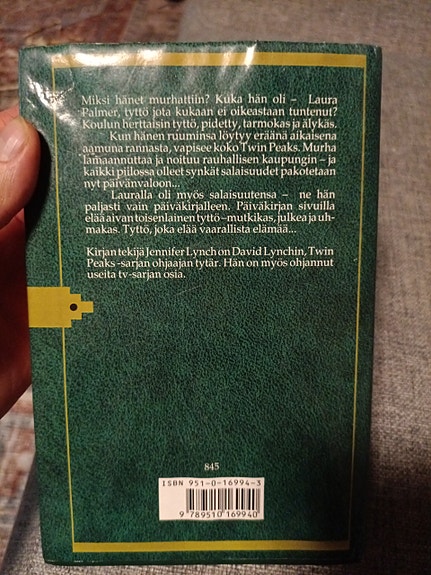 Miksi hänet murhattiin? Kuka hän oli – Laura
Palmer, tyttö jota kukaan ei oikeastaan tuntenut?
Koulun herttaisin tyttö, pidetty, tarmokas ja älykäs.
Kun hänen ruumiinsa löytyy eräänä aikaisena
aamuna rannasta, vapisee koko Twin Peaks. Murha
lamaannuttaa ja noituu rauhallisen kaupungin – ja
kaikki piilossa olleet synkät salaisuudet pakotetaan
nyt päivänvaloon...
Lauralla oli myös salaisuutensa – ne hän
paljasti vain päiväkirjalleen. Päiväkirjan sivuilla
elää aivan toisenlainen tyttö – mutkikas, julkea ja uh-
makas. Tyttö, joka elää vaarallista elämää...
Kirjan tekijä Jennifer Lynch on David Lynchin, Twin
Peaks -sarjan ohjaajan tytär. Hän on myös ohjannut
useita tv-sarjan osia.
845
ISBN 951-0-16994-3
9 789510 169940